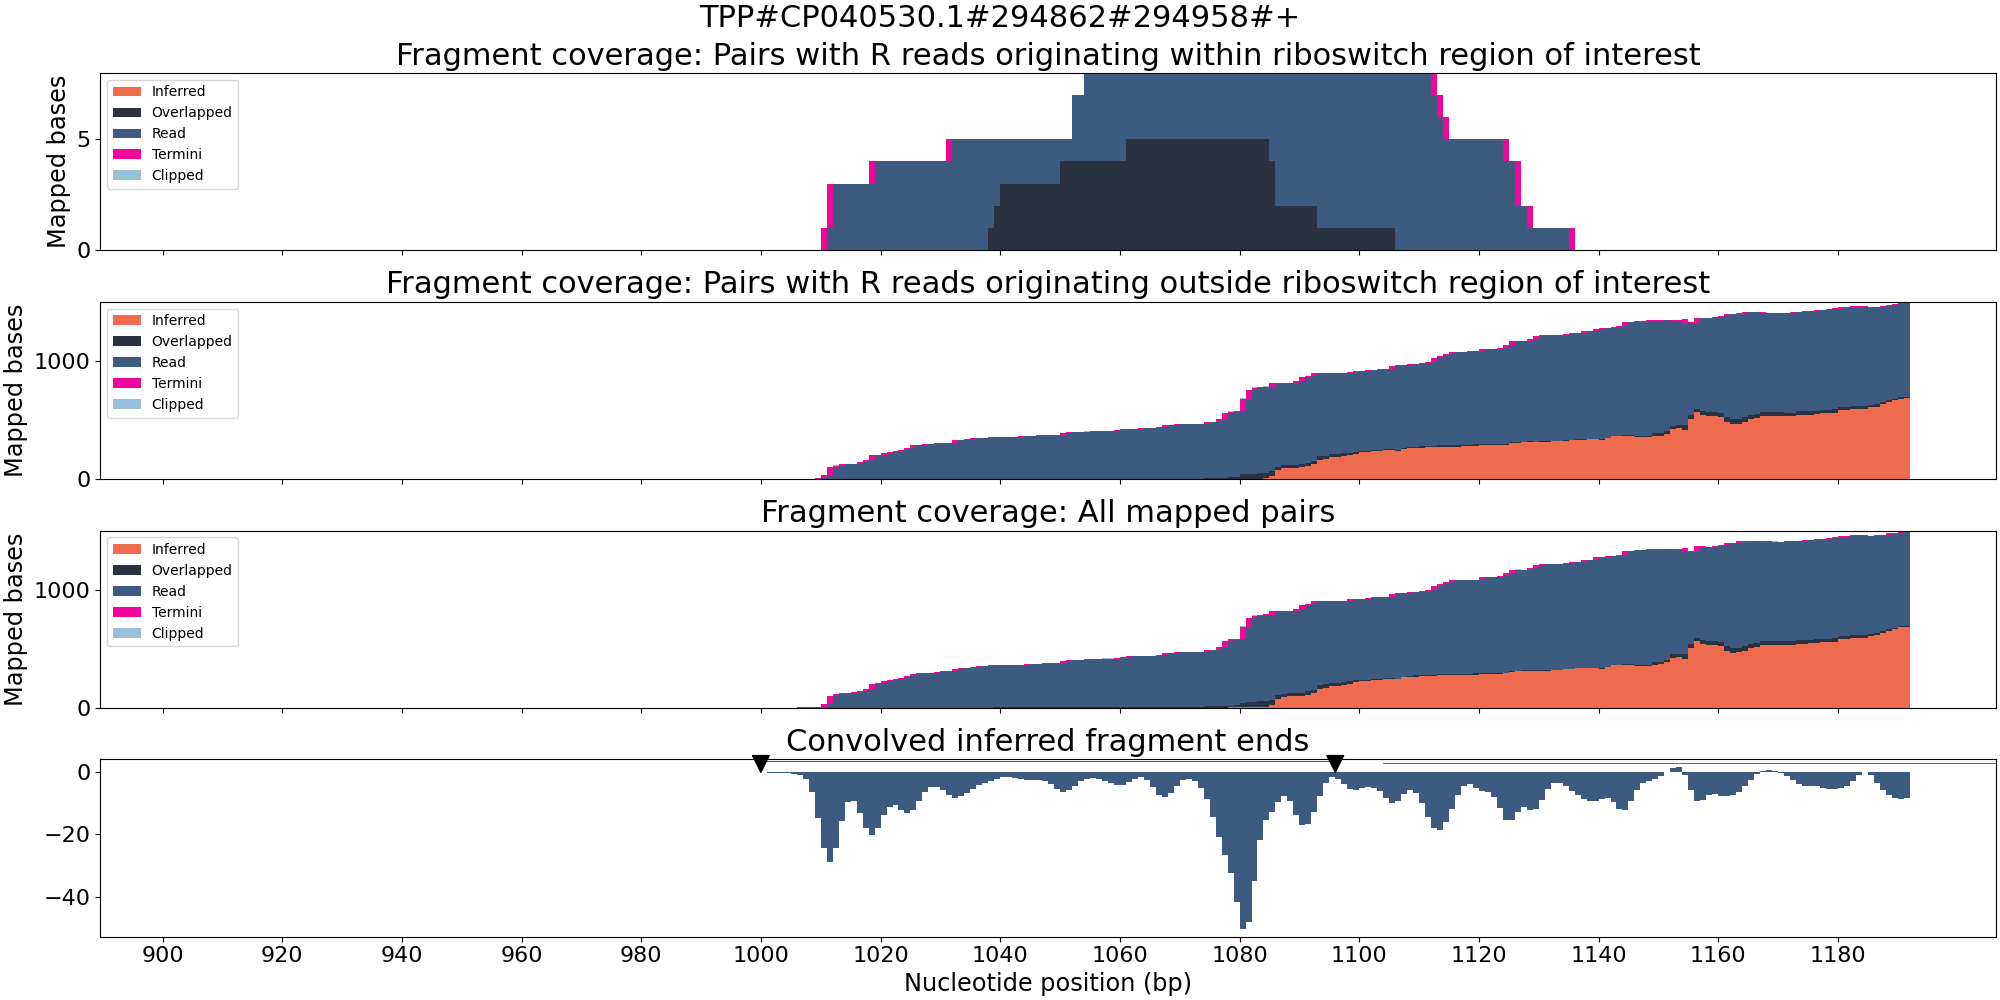 TPP#CP040530.1#294862#294958#+
Fragment coverage: Pairs with R reads originating within riboswitch region of interest
Mapped bases
5
0
Inferred
Overlapped
Read
Termini
Clipped
Fragment coverage: Pairs with R reads originating outside riboswitch region of interest
Mapped bases
1000
0
Inferred
Overlapped
Read
Termini
Clipped
Fragment coverage: All mapped pairs
Mapped bases
1000
0
Inferred
Overlapped
Read
Termini
Clipped
Convolved inferred fragment ends
0
−20
−40
900 920 940 960 980 1000 1020 1040 1060 1080 1100 1120 1140 1160 1180
Nucleotide position (bp)